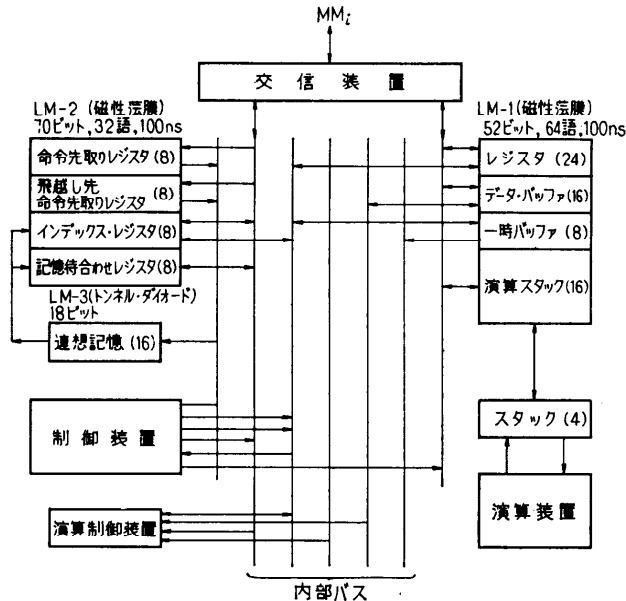 MMi
交信装置
LM-2 (磁性薄膜)
70ビット, 32語, 100ns
命令先取りレジスタ (8)
飛越し先
命令先取りレジスタ (8)
インデックス・レジスタ(8)
記憶待合わせレジスタ(8)
LM-3(トンネル・ダイオード)
18ビット
連想記憶 (16)
制御装置
演算制御装置
LM-1(磁性薄膜)
52ビット, 64語, 100ns
レジスタ (24)
データ・バッファ(16)
一時バッファ (8)
演算スタック(16)
スタック(4)
演算装置
内部バス